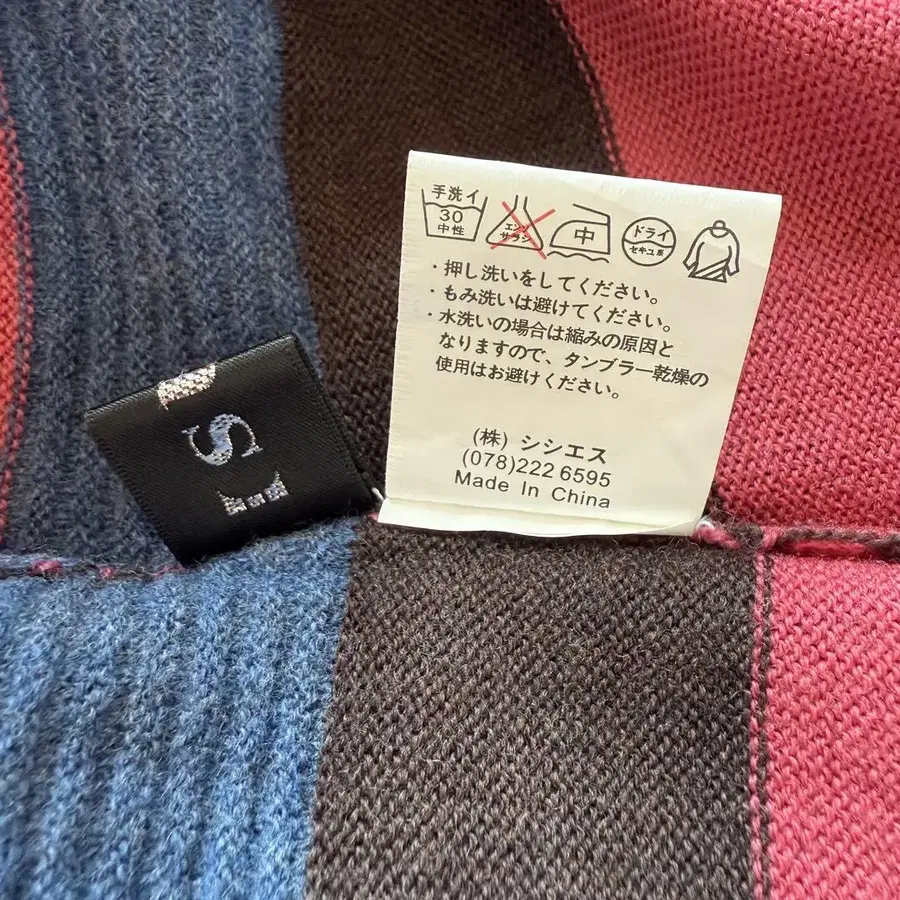 手洗イ
30
中性
エンソ
サラシ
中
ドライ
セキユ系
・押し洗いをしてください。
・もみ洗いは避けてください。
・水洗いの場合は縮みの原因と
なりますので、タンブラー乾燥の
使用はお避けください。
(株) シシエス
(078)222 6595
Made In China
S